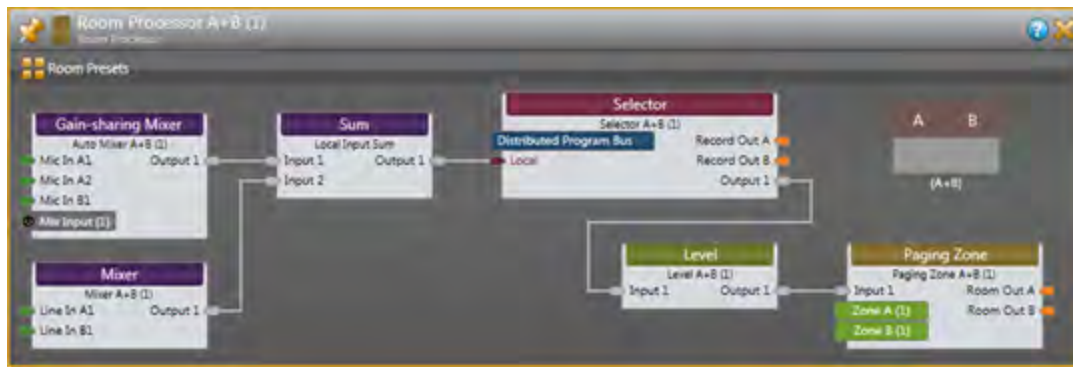 Room Processor A+B (1)
Room Processor
Room Presets
Gain-sharing Mixer
Auto Mixer A+B (1)
Mic In A1 Output 1
Mic In A2
Mic In B1
Mix Input (1)
Sum
Local Input Sum
Input 1 Output 1
Input 2
Selector
Selector A+B (1)
Distributed Program Bus Record Out A
Local Record Out B
Output 1
A B
(A+B)
Mixer
Mixer A+B (1)
Line In A1 Output 1
Line In B1
Level
Level A+B (1)
Input 1 Output 1
Paging Zone
Paging Zone A+B (1)
Input 1 Room Out A
Zone A (1) Room Out B
Zone B (1)